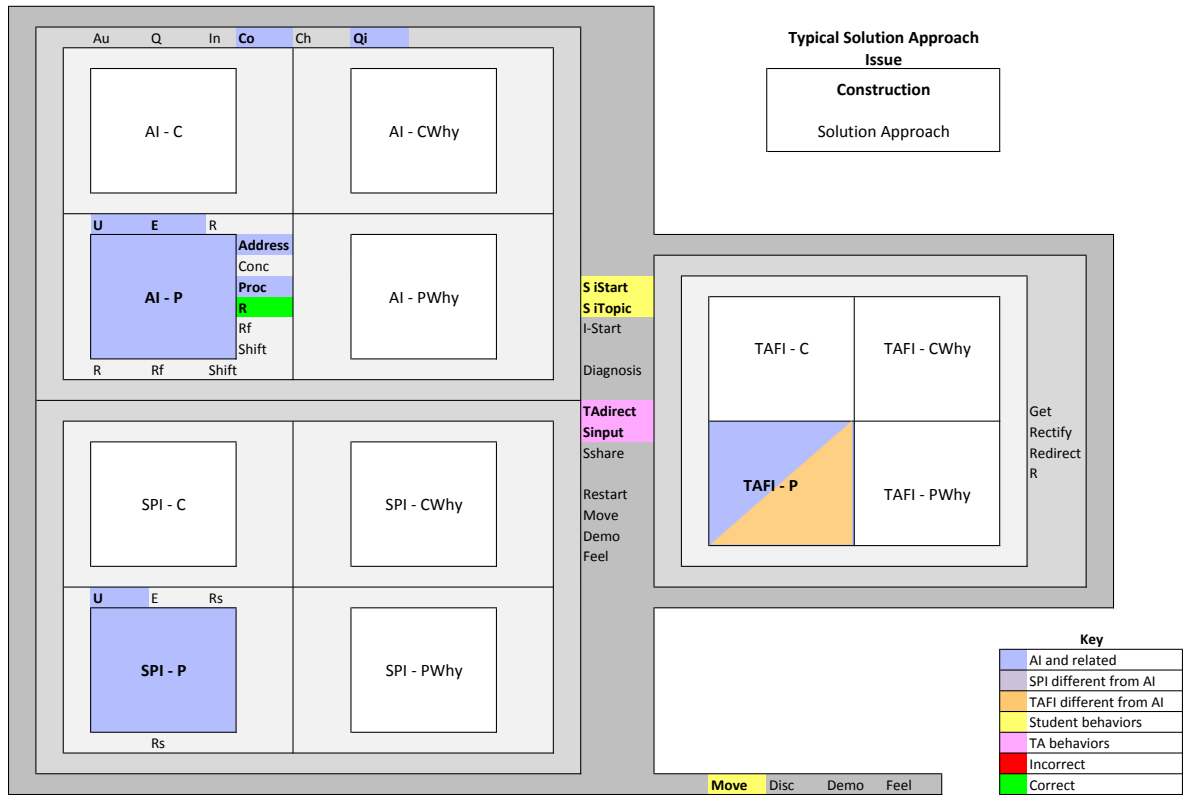 Au Q In Co Ch Qi
Typical Solution Approach
Issue
Construction
Solution Approach
AI - C
AI - CWhy
U E R
Address
Conc
Proc
R
Rf
Shift
AI - P
AI - PWhy
R Rf Shift
S iStart
S iTopic
I-Start
Diagnosis
TAdirect
Sinput
Sshare
Restart
Move
Demo
Feel
TAFI - C
TAFI - CWhy
TAFI - P
TAFI - PWhy
Get
Rectify
Redirect
R
SPI - C
SPI - CWhy
U E Rs
SPI - P
SPI - PWhy
Rs
Move Disc Demo Feel
Key
AI and related
SPI different from AI
TAFI different from AI
Student behaviors
TA behaviors
Incorrect
Correct